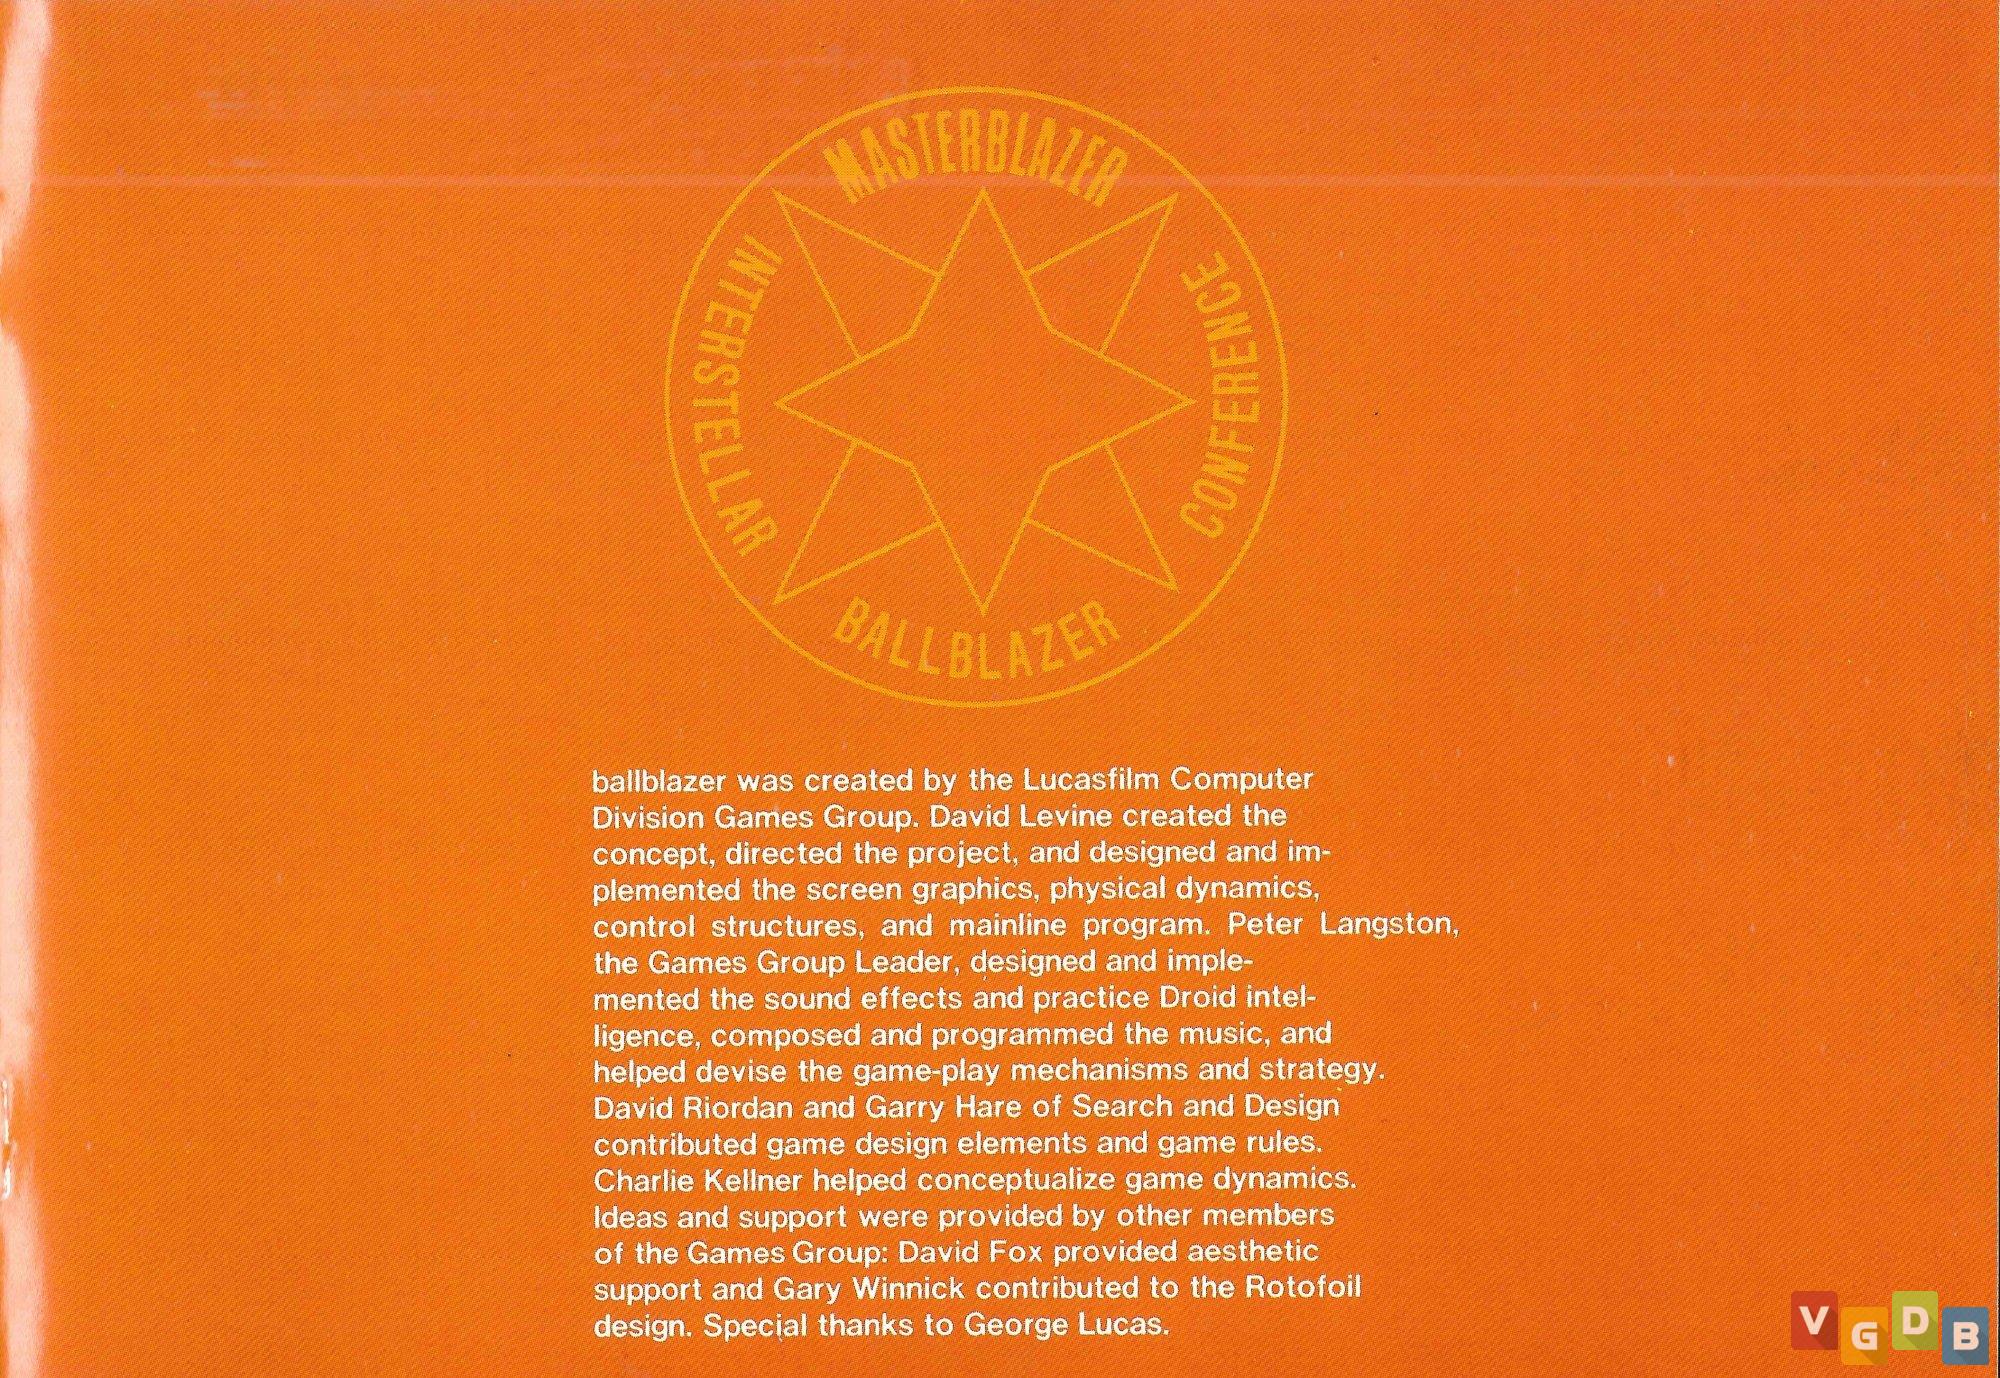 MASTERBLAZER
INTERSTELLAR
CONFERENCE
BALLBLAZER
ballblazer was created by the Lucasfilm Computer
Division Games Group. David Levine created the
concept, directed the project, and designed and im-
plemented the screen graphics, physical dynamics,
control structures, and mainline program. Peter Langston,
the Games Group Leader, designed and imple-
mented the sound effects and practice Droid intel-
ligence, composed and programmed the music, and
helped devise the game-play mechanisms and strategy.
David Riordan and Garry Hare of Search and Design
contributed game design elements and game rules.
Charlie Kellner helped conceptualize game dynamics.
Ideas and support were provided by other members
of the Games Group: David Fox provided aesthetic
support and Gary Winnick contributed to the Rotofoil
design. Special thanks to George Lucas.
VGDB